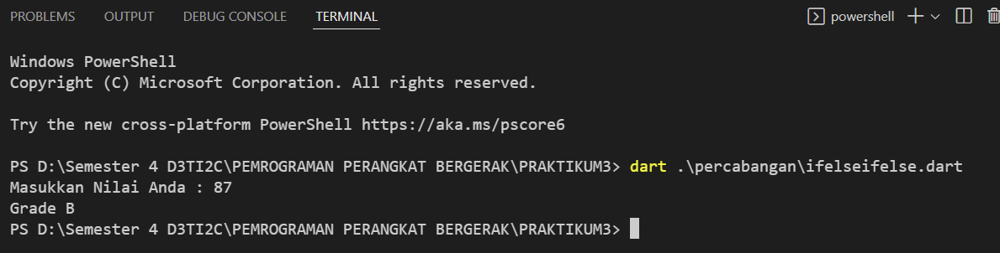 PROBLEMS OUTPUT DEBUG CONSOLE TERMINAL powershell
Windows PowerShell
Copyright (C) Microsoft Corporation. All rights reserved.
Try the new cross-platform PowerShell https://aka.ms/pscore6
PS D:\Semester 4 D3TI2C\PEMROGRAMAN PERANGKAT BERGERAK\PRAKTIKUM3> dart .\percabangan\ifelseifelse.dart
Masukkan Nilai Anda : 87
Grade B
PS D:\Semester 4 D3TI2C\PEMROGRAMAN PERANGKAT BERGERAK\PRAKTIKUM3>